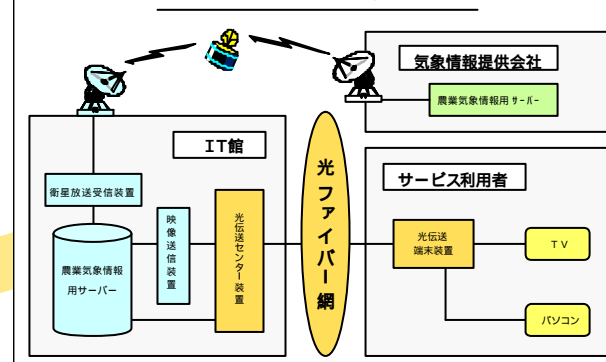 気象情報提供会社
農業気象情報用サーバー
IT館
衛星放送受信装置
農業気象情報
用サーバー
映像送信装置
光伝送センター装置
光ファイバー網
サービス利用者
光伝送
端末装置
TV
パソコン